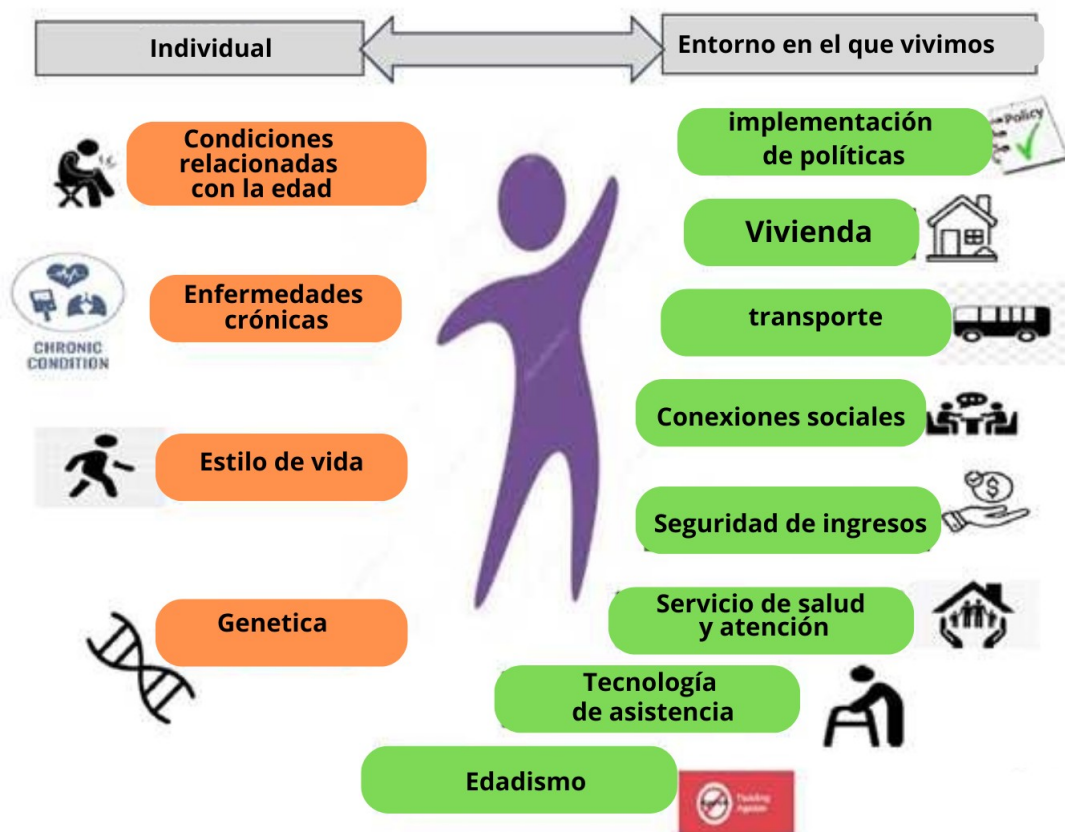 Individual
Entorno en el que vivimos
Condiciones
relacionadas
con la edad
Enfermedades
crónicas
CHRONIC
CONDITION
Estilo de vida
Genetica
implementación
de políticas
Policy
Vivienda
transporte
Conexiones sociales
Seguridad de ingresos
Servicio de salud
y atención
Tecnología
de asistencia
Edadismo